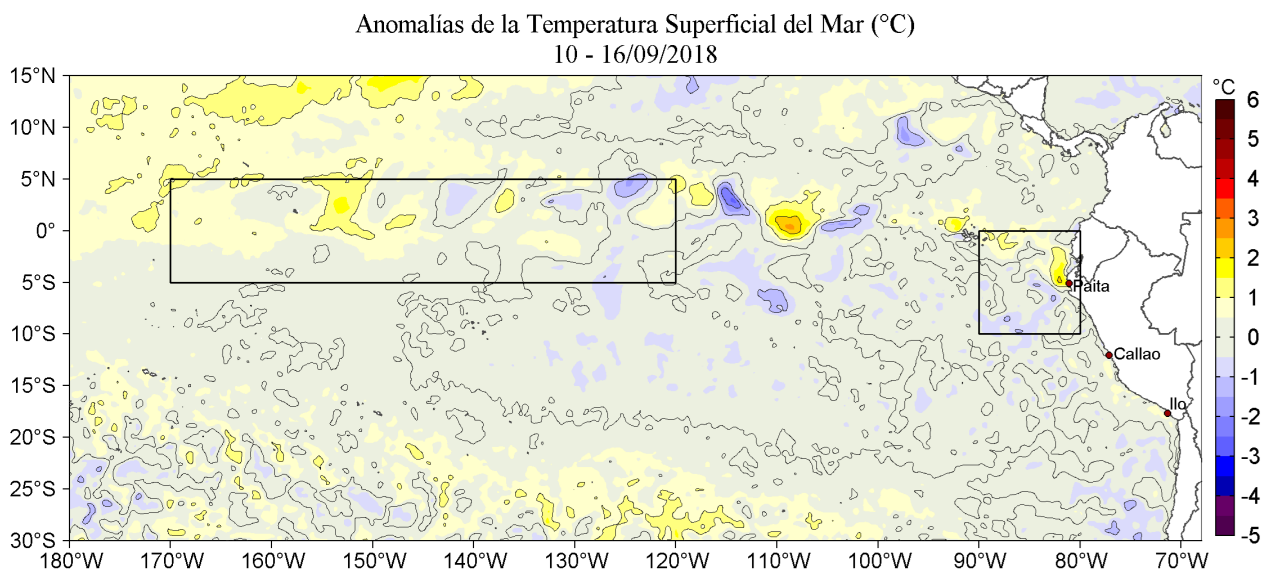 Anomalías de la Temperatura Superficial del Mar (°C)
10 - 16/09/2018
15°N
10°N
5°N
0°
5°S
10°S
15°S
20°S
25°S
30°S
180°W
170°W
160°W
150°W
140°W
130°W
120°W
110°W
100°W
90°W
80°W
70°W
Paita
Callao
Ilo
°C
6
5
4
3
2
1
0
-1
-2
-3
-4
-5